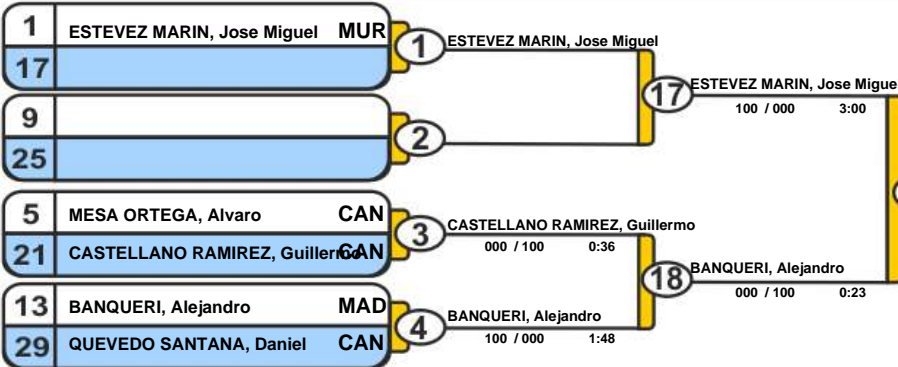 1 ESTEVEZ MARIN, Jose Miguel MUR
17
1
ESTEVEZ MARIN, Jose Miguel
9
25
2
17
ESTEVEZ MARIN, Jose Migue
100 / 000 3:00
5 MESA ORTEGA, Alvaro CAN
21 CASTELLANO RAMIREZ, Guillermo CAN
3
CASTELLANO RAMIREZ, Guillermo
000 / 100 0:36
13 BANQUERI, Alejandro MAD
29 QUEVEDO SANTANA, Daniel CAN
4
BANQUERI, Alejandro
100 / 000 1:48
18
BANQUERI, Alejandro
000 / 100 0:23